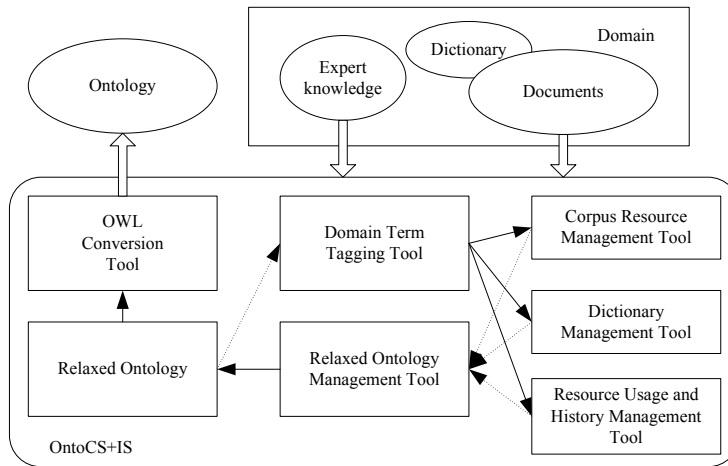 Domain
Dictionary
Expert
knowledge
Documents
Ontology
OWL
Conversion
Tool
Domain Term
Tagging Tool
Corpus Resource
Management Tool
Dictionary
Management Tool
Relaxed Ontology
Relaxed Ontology
Management Tool
Resource Usage and
History Management
Tool
OntoCS+IS